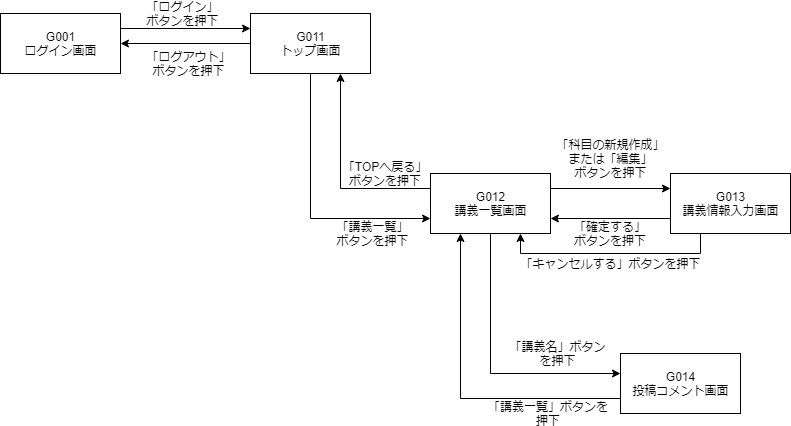 「ログイン」
ボタンを押下
G001
ログイン画面
G011
トップ画面
「ログアウト」
ボタンを押下
「科目の新規作成」
または「編集」
ボタンを押下
「TOPへ戻る」
ボタンを押下
G012
講義一覧画面
G013
講義情報入力画面
「講義一覧」
ボタンを押下
「確定する」
ボタンを押下
「キャンセルする」ボタンを押下
「講義名」ボタン
を押下
G014
投稿コメント画面
「講義一覧」ボタンを
押下